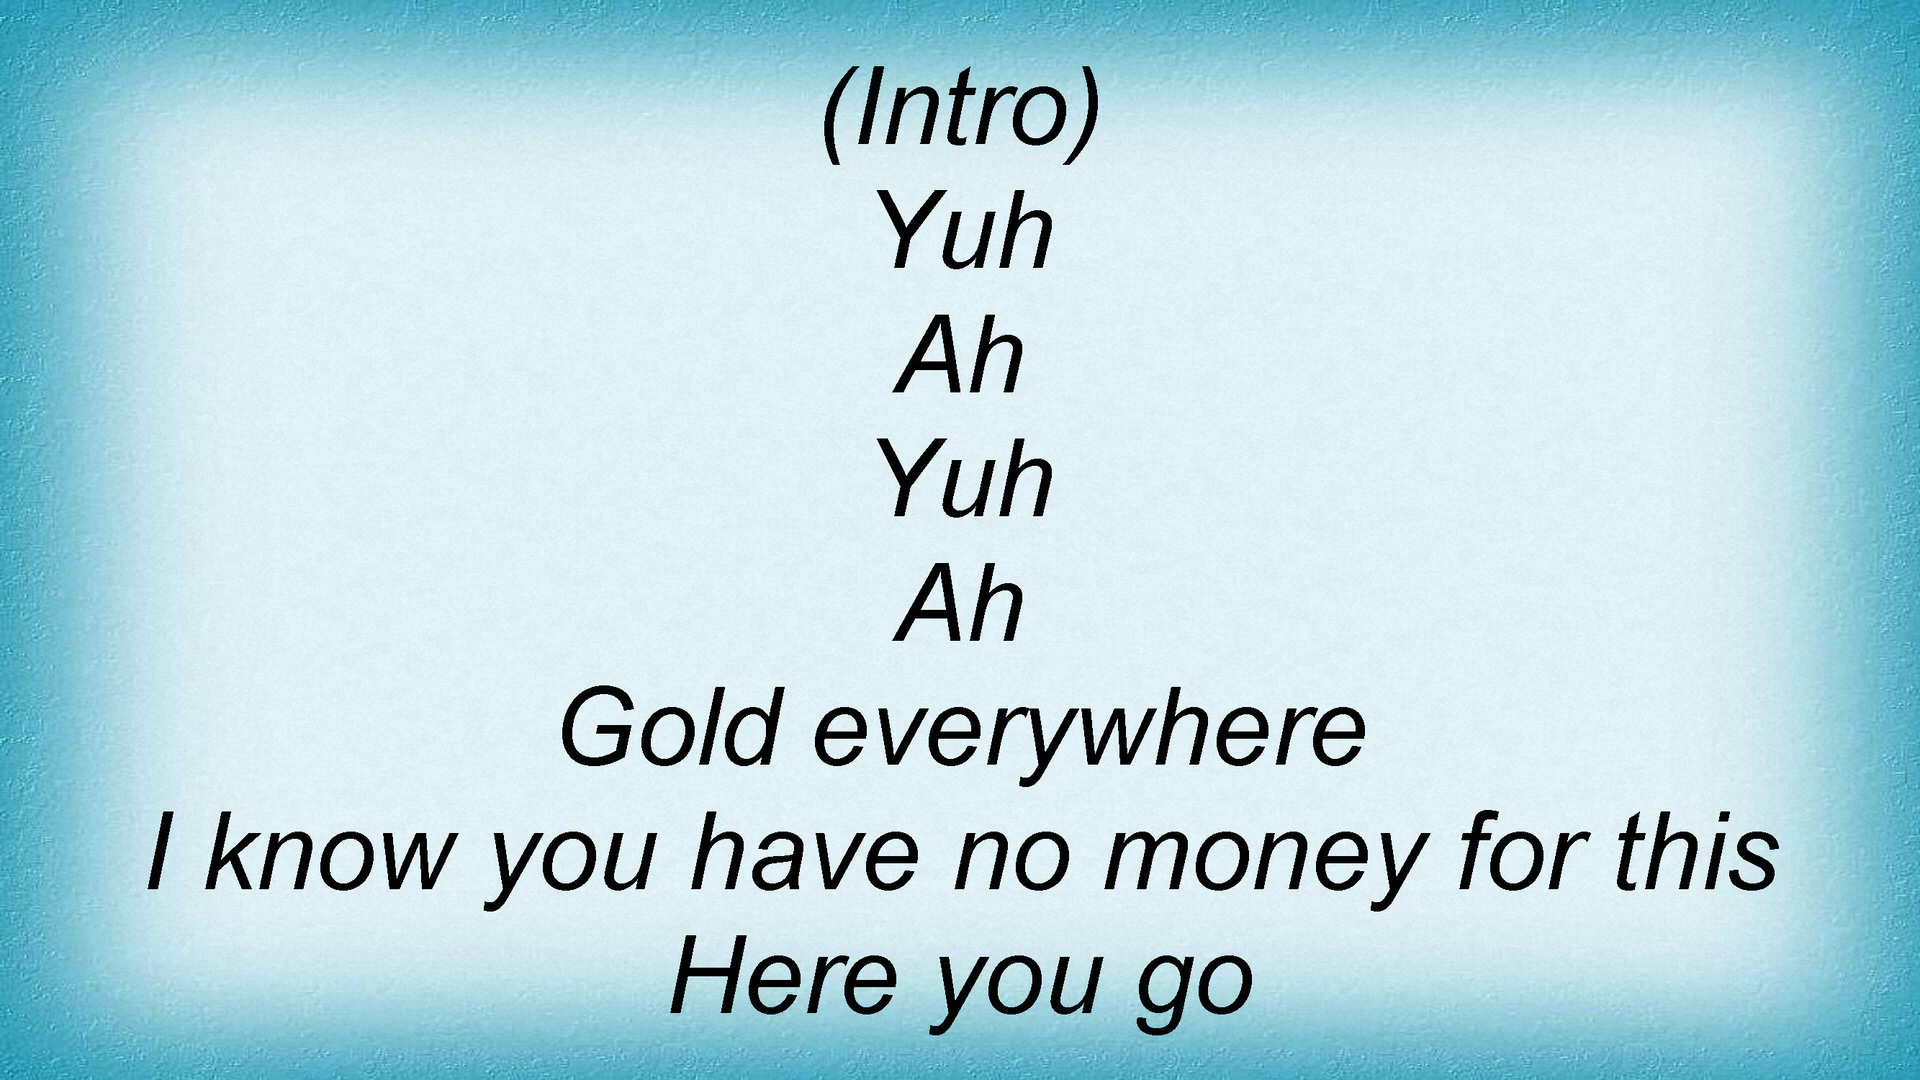 (Intro)
Yuh
Ah
Yuh
Ah
Gold everywhere
I know you have no money for this
Here you go